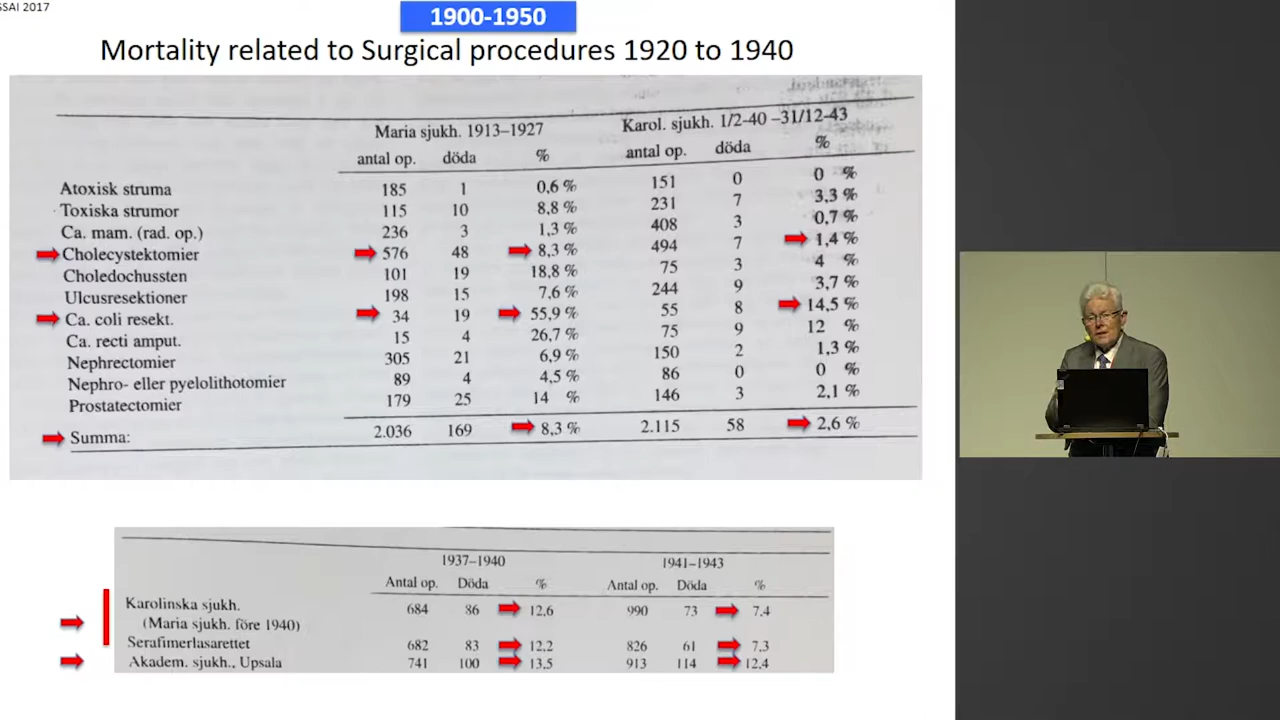 SSAI 2017
1900-1950
Mortality related to Surgical procedures 1920 to 1940
Maria sjukh. 1913–1927 Karol. sjukh. 1/2-40 –31/12-43
antal op. döda % antal op. döda %
Atoxisk struma 185 1 0,6 % 151 0 0 %
Toxiska strumor 115 10 8,8 % 231 7 3,3 %
Ca. mam. (rad. op.) 236 3 1,3 % 408 3 0,7 %
Cholecystektomier 576 48 8,3 % 494 7 1,4 %
Choledochussten 101 19 18,8 % 75 3 4 %
Ulcusresektioner 198 15 7,6 % 244 9 3,7 %
Ca. coli resekt. 34 19 55,9 % 55 8 14,5 %
Ca. recti amput. 15 4 26,7 % 75 9 12 %
Nephrectomier 305 21 6,9 % 150 2 1,3 %
Nephro- eller pyelolithotomier 89 4 4,5 % 86 0 0 %
Prostatectomier 179 25 14 % 146 3 2,1 %
Summa: 2.036 169 8,3 % 2.115 58 2,6 %
1937–1940 1941–1943
Antal op. Döda % Antal op. Döda %
Karolinska sjukh. 684 86 12,6 990 73 7,4
(Maria sjukh. före 1940)
Serafimerlasarettet 682 83 12,2 826 61 7,3
Akadem. sjukh., Upsala 741 100 13,5 913 114 12,4